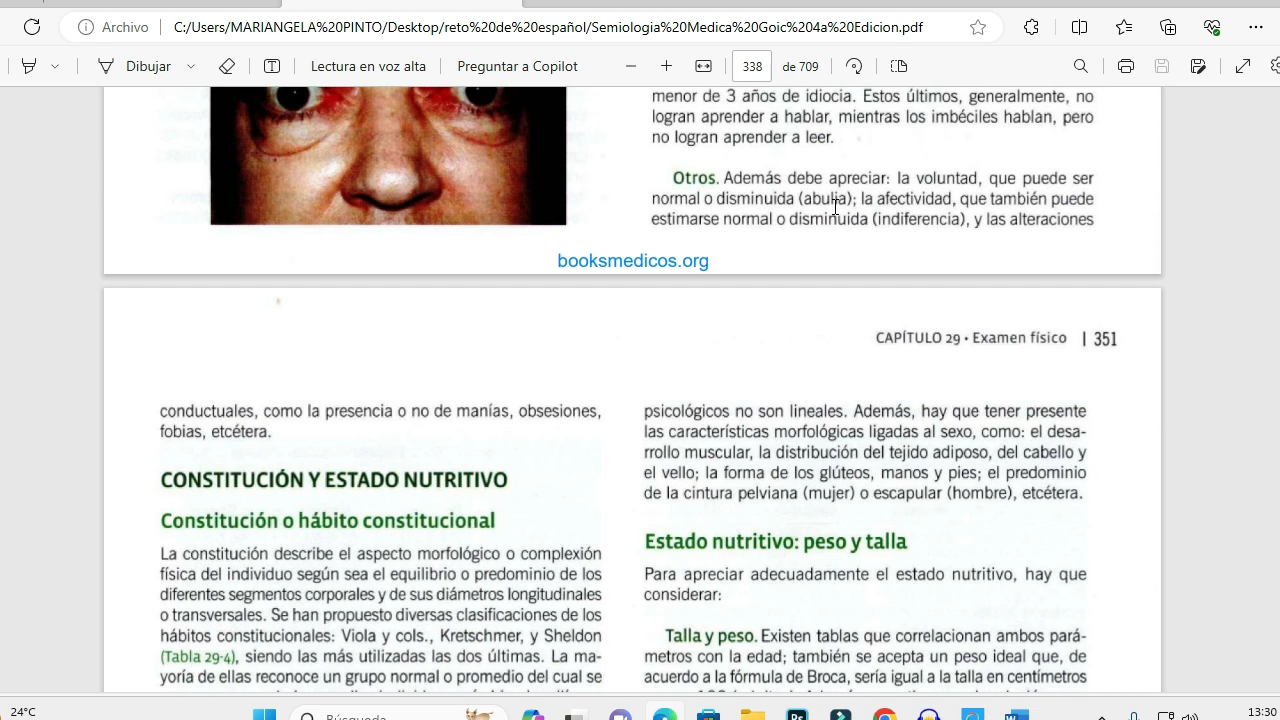 Archivo
C:/Users/MARIANGELA%20PINTO/Desktop/reto%20de%20español/Semiologia%20Medica%20Goic%204a%20Edicion.pdf
Dibujar
Lectura en voz alta
Preguntar a Copilot
338
de 709
menor de 3 años de idiocia. Estos últimos, generalmente, no
logran aprender a hablar, mientras los imbéciles hablan, pero
no logran aprender a leer.
Otros. Además debe apreciar: la voluntad, que puede ser
normal o disminuida (abulia); la afectividad, que también puede
estimarse normal o disminuida (indiferencia), y las alteraciones
booksmedicos.org
CAPÍTULO 29 • Examen físico | 351
conductuales, como la presencia o no de manías, obsesiones,
fobias, etcétera.
CONSTITUCIÓN Y ESTADO NUTRITIVO
Constitución o hábito constitucional
La constitución describe el aspecto morfológico o complexión
física del individuo según sea el equilibrio o predominio de los
diferentes segmentos corporales y de sus diámetros longitudinales
o transversales. Se han propuesto diversas clasificaciones de los
hábitos constitucionales: Viola y cols., Kretschmer, y Sheldon
(Tabla 29-4), siendo las más utilizadas las dos últimas. La ma-
yoría de ellas reconoce un grupo normal o promedio del cual se
psicológicos no son lineales. Además, hay que tener presente
las características morfológicas ligadas al sexo, como: el desa-
rrollo muscular, la distribución del tejido adiposo, del cabello y
el vello; la forma de los glúteos, manos y pies; el predominio
de la cintura pelviana (mujer) o escapular (hombre), etcétera.
Estado nutritivo: peso y talla
Para apreciar adecuadamente el estado nutritivo, hay que
considerar:
Talla y peso. Existen tablas que correlacionan ambos pará-
metros con la edad; también se acepta un peso ideal que, de
acuerdo a la fórmula de Broca, sería igual a la talla en centímetros
24°C
Búsqueda
13:30